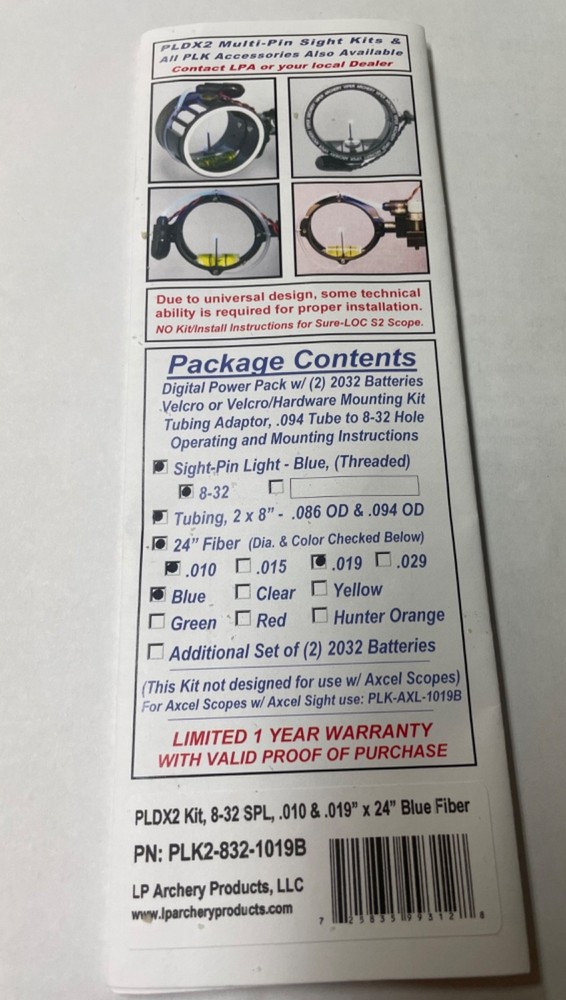 PLDX2 Multi-Pin Sight Kits &
All PLK Accessories Also Available
Contact LPA or your local Dealer
Due to universal design, some technical
ability is required for proper installation.
NO Kit/Install Instructions for Sure-LOC S2 Scope.
Package Contents
Digital Power Pack w/ (2) 2032 Batteries
Velcro or Velcro/Hardware Mounting Kit
Tubing Adaptor, .094 Tube to 8-32 Hole
Operating and Mounting Instructions
Sight-Pin Light - Blue, (Threaded)
8-32
Tubing, 2 x 8" - .086 OD & .094 OD
24" Fiber (Dia. & Color Checked Below)
.010 .015 .019 .029
Blue Clear Yellow
Green Red Hunter Orange
Additional Set of (2) 2032 Batteries
(This Kit not designed for use w/ Axcel Scopes)
For Axcel Scopes w/ Axcel Sight use: PLK-AXL-1019B
LIMITED 1 YEAR WARRANTY
WITH VALID PROOF OF PURCHASE
PLDX2 Kit, 8-32 SPL, .010 & .019" x 24" Blue Fiber
PN: PLK2-832-1019B
LP Archery Products, LLC
www.lparcheryproducts.com
7 25835 99312 8